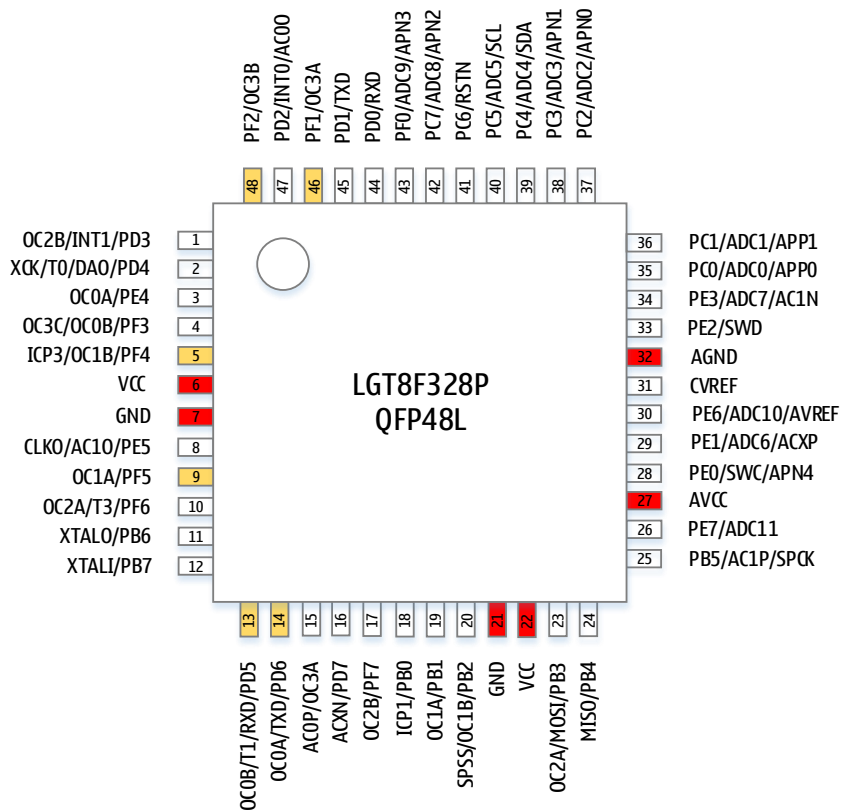 PF2/OC3B
PD2/INT0/AC0O
PF1/OC3A
PD1/TXD
PD0/RXD
PF0/ADC9/APN3
PC7/ADC8/APN2
PC6/RSTN
PC5/ADC5/SCL
PC4/ADC4/SDA
PC3/ADC3/APN1
PC2/ADC2/APN0
48
47
46
45
44
43
42
41
40
39
38
37
OC2B/INT1/PD3 1
XCK/T0/DAO/PD4 2
OC0A/PE4 3
OC3C/OC0B/PF3 4
ICP3/OC1B/PF4 5
VCC 6
GND 7
CLKO/AC1O/PE5 8
OC1A/PF5 9
OC2A/T3/PF6 10
XTALO/PB6 11
XTALI/PB7 12
LGT8F328P
QFP48L
36 PC1/ADC1/APP1
35 PC0/ADC0/APP0
34 PE3/ADC7/AC1N
33 PE2/SWD
32 AGND
31 CVREF
30 PE6/ADC10/AVREF
29 PE1/ADC6/ACXP
28 PE0/SWC/APN4
27 AVCC
26 PE7/ADC11
25 PB5/AC1P/SPCK
13
14
15
16
17
18
19
20
21
22
23
24
OC0B/T1/RXD/PD5
OC0A/TXD/PD6
AC0P/OC3A
ACXN/PD7
OC2B/PF7
ICP1/PB0
OC1A/PB1
SPSS/OC1B/PB2
GND
VCC
OC2A/MOSI/PB3
MISO/PB4